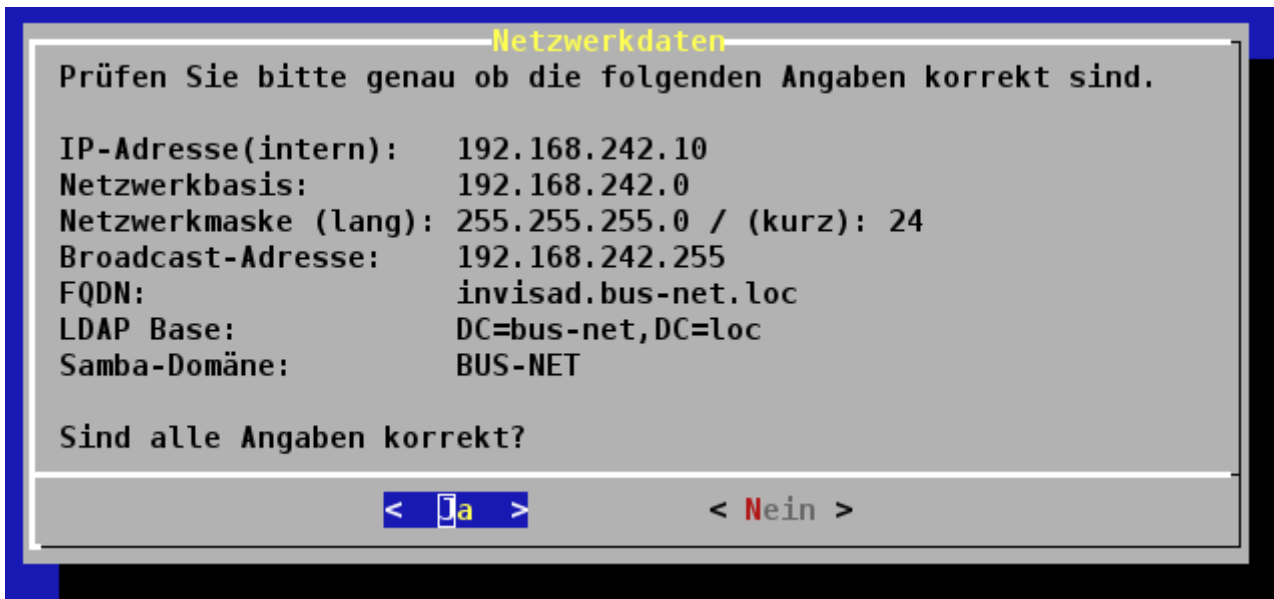 Netzwerkdaten
Prüfen Sie bitte genau ob die folgenden Angaben korrekt sind.
IP-Adresse(intern): 192.168.242.10
Netzwerkbasis: 192.168.242.0
Netzwerkmaske (lang): 255.255.255.0 / (kurz): 24
Broadcast-Adresse: 192.168.242.255
FQDN: invisad.bus-net.loc
LDAP Base: DC=bus-net,DC=loc
Samba-Domäne: BUS-NET
Sind alle Angaben korrekt?
< Ja > < Nein >